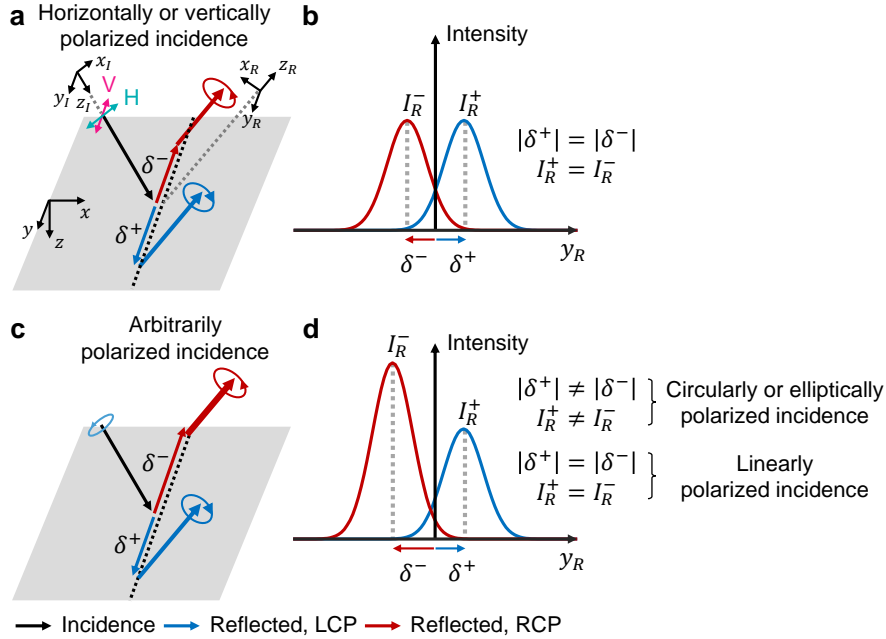 a
Horizontally or vertically
polarized incidence
x_I
y_I
z_I
V
H
x_R
z_R
y_R
δ⁻
δ⁺
x
y
z
b
Intensity
I_R⁻
I_R⁺
|δ⁺| = |δ⁻|
I_R⁺ = I_R⁻
δ⁻
δ⁺
y_R
c
Arbitrarily
polarized incidence
δ⁻
δ⁺
d
Intensity
I_R⁻
I_R⁺
|δ⁺| ≠ |δ⁻|
I_R⁺ ≠ I_R⁻
Circularly or elliptically
polarized incidence
|δ⁺| = |δ⁻|
I_R⁺ = I_R⁻
Linearly
polarized incidence
δ⁻
δ⁺
y_R
Incidence
Reflected, LCP
Reflected, RCP